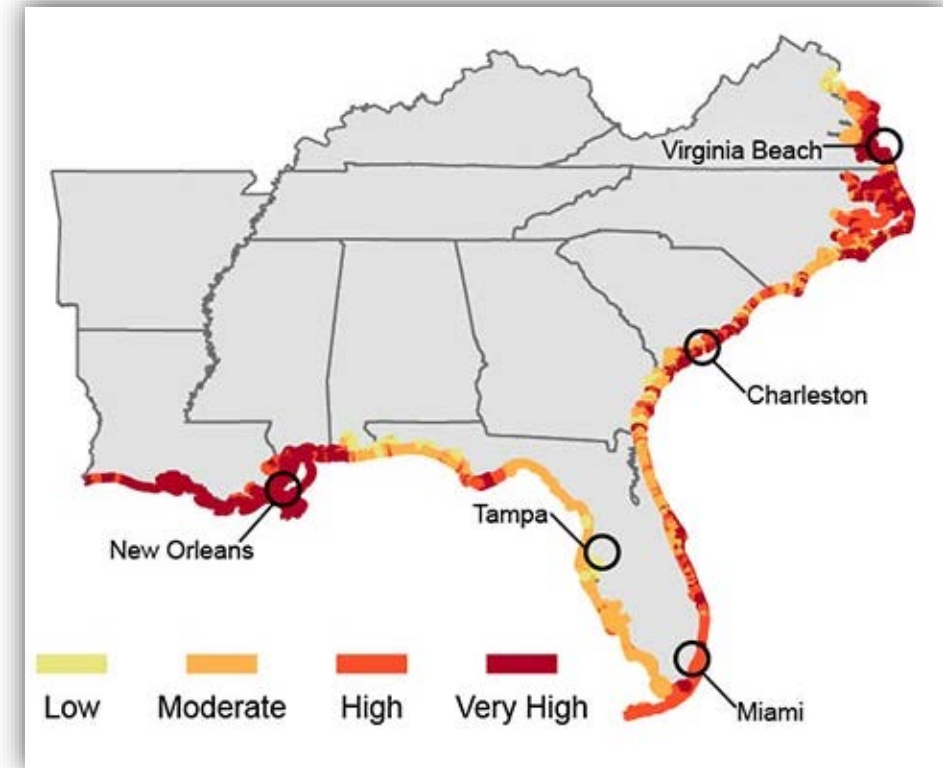 Virginia Beach
Charleston
Tampa
New Orleans
Low Moderate High Very High
Miami